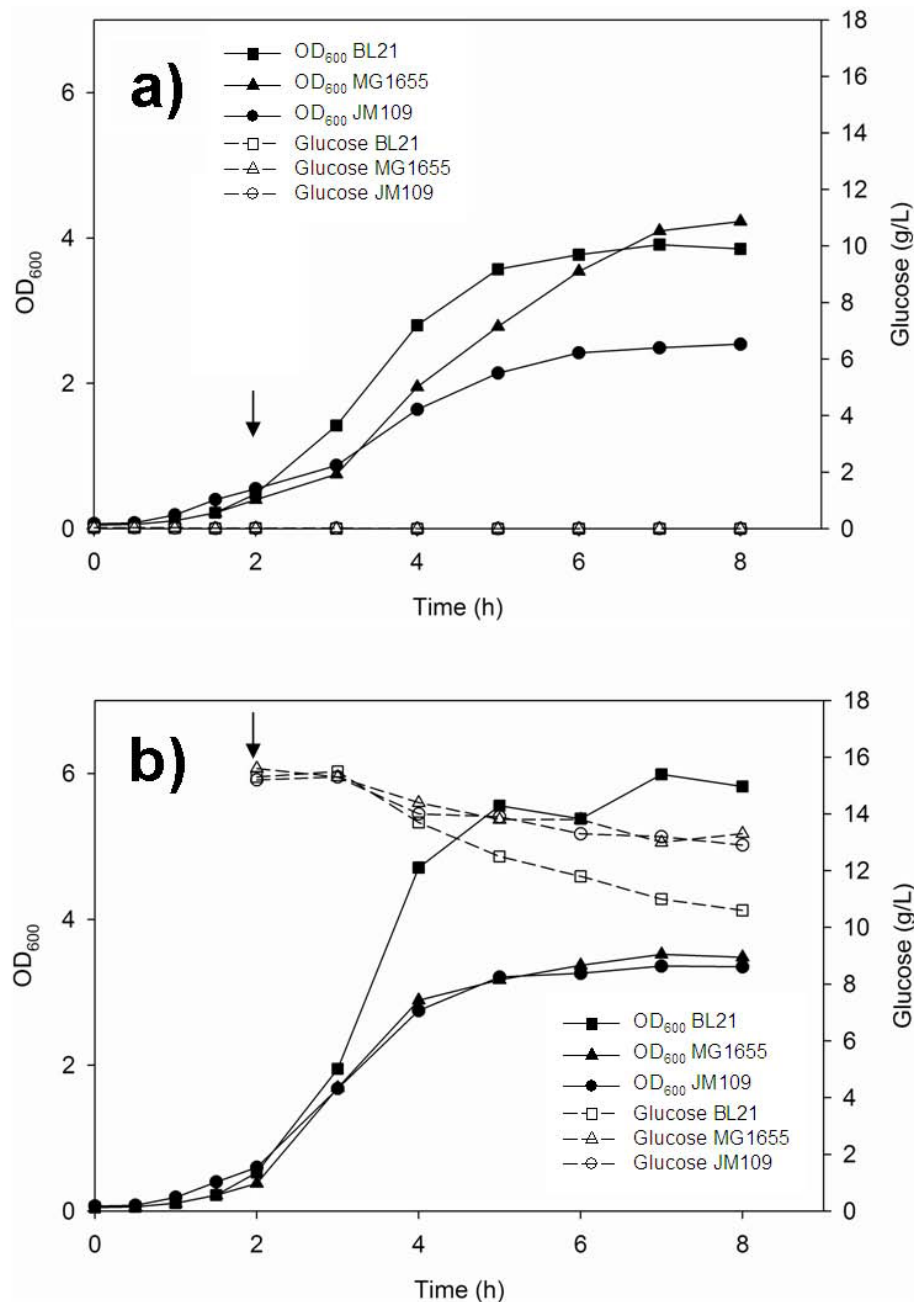 a)
OD600 BL21
OD600 MG1655
OD600 JM109
Glucose BL21
Glucose MG1655
Glucose JM109
OD600
6
4
2
0
18
16
14
12
10
8
6
4
2
0
Glucose (g/L)
0 2 4 6 8
Time (h)
b)
OD600
6
4
2
0
18
16
14
12
10
8
6
4
2
0
Glucose (g/L)
OD600 BL21
OD600 MG1655
OD600 JM109
Glucose BL21
Glucose MG1655
Glucose JM109
0 2 4 6 8
Time (h)